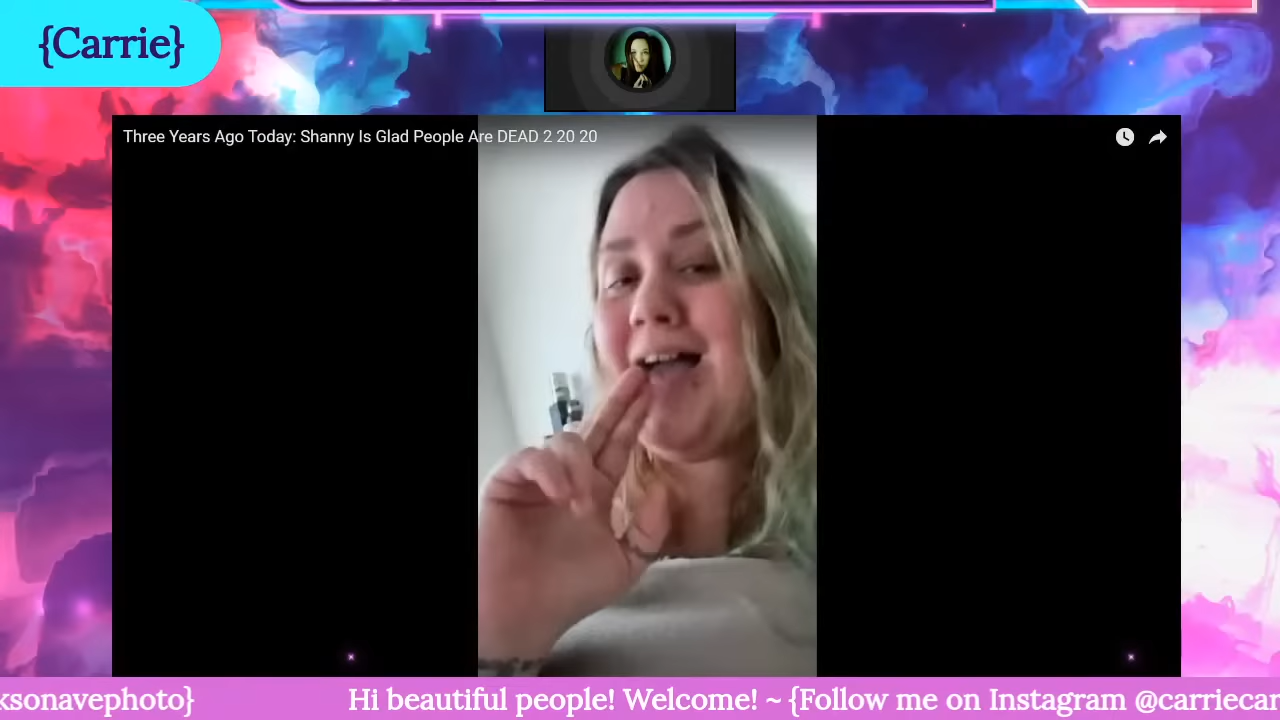 {Carrie}
Three Years Ago Today: Shanny Is Glad People Are DEAD 2 20 20
ksonavephoto} Hi beautiful people! Welcome! ~ {Follow me on Instagram @carriecar